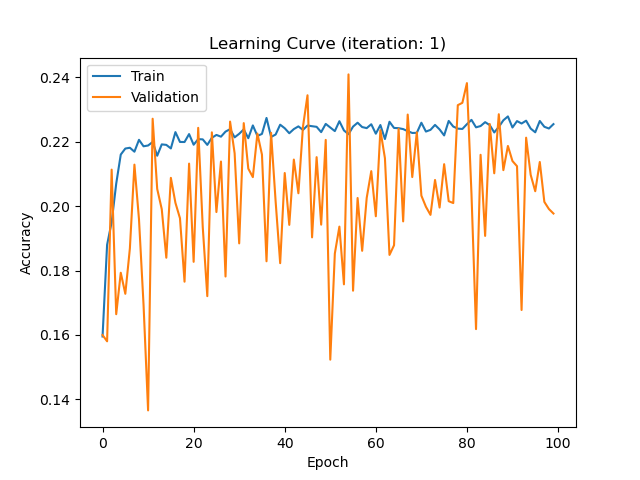 Learning Curve (iteration: 1)
Train
Validation
0.24
0.22
0.20
0.18
0.16
0.14
Accuracy
0 20 40 60 80 100
Epoch